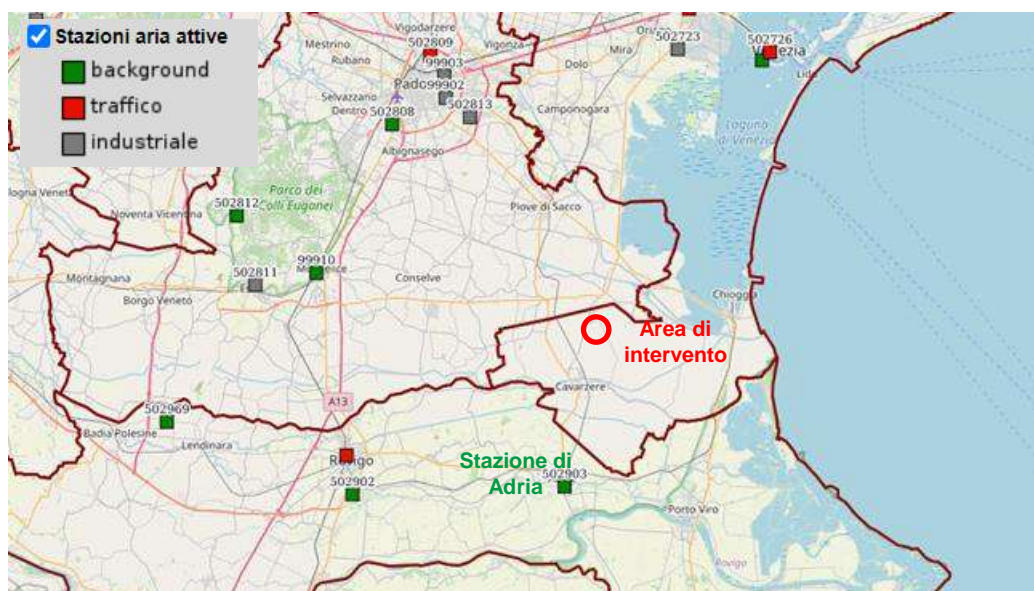 Stazioni aria attive
background
traffico
industriale
Vigodarzere
502809
Mestrino
Rubano
99903
Vigonza
Selvazzano
Dentro
99902
502813
502808
Albignasego
Dolo
Mira
502723
502726
Venezia
Lido
Camponogara
Laguna
di Venezia
Noventa Vicentina
502812
Parco dei
Colli Euganei
Piove di Sacco
Montagnana
502811
99910
Conselve
Borgo Veneto
Chioggia
Area di
intervento
Cavarzere
A13
502969
Badia Polesine
Lendinara
Rovigo
502902
Stazione di
Adria
502903
Porto Viro
Rovigo